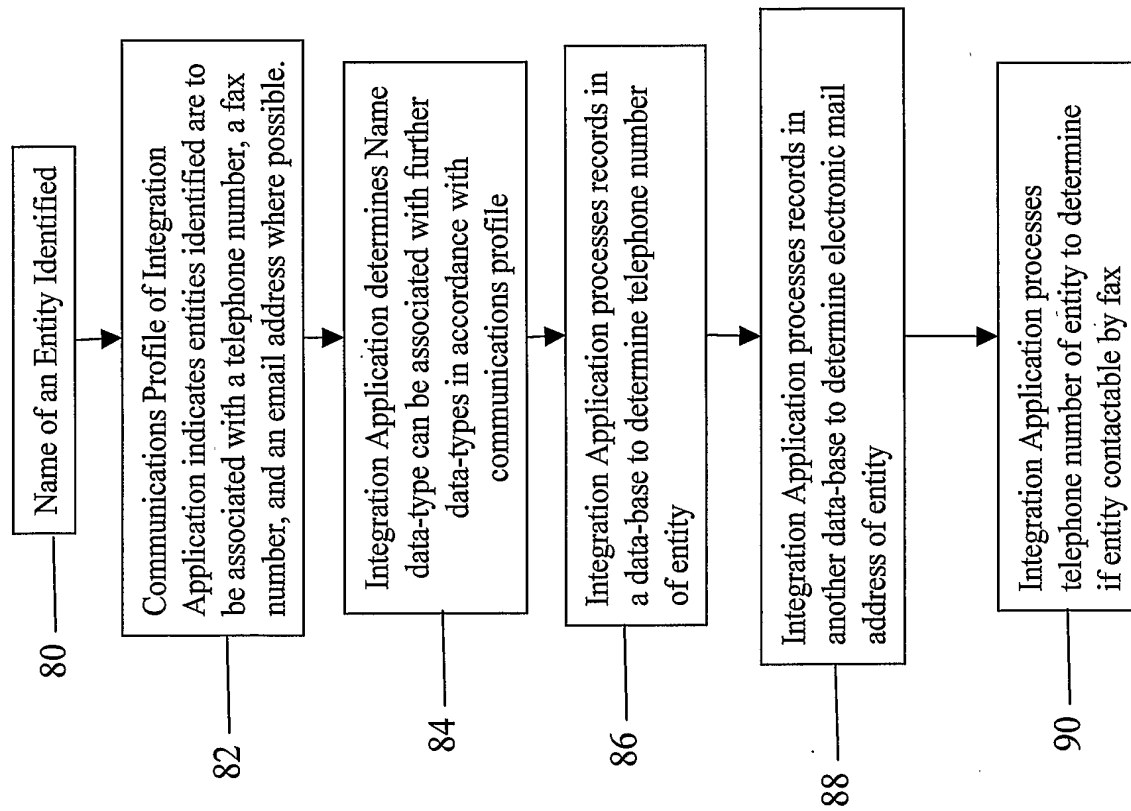 80
Name of an Entity Identified
82
Communications Profile of Integration
Application indicates entities identified are to
be associated with a telephone number, a fax
number, and an email address where possible.
84
Integration Application determines Name
data-type can be associated with further
data-types in accordance with
communications profile
86
Integration Application processes records in
a data-base to determine telephone number
of entity
88
Integration Application processes records in
another data-base to determine electronic mail
address of entity
90
Integration Application processes
telephone number of entity to determine
if entity contactable by fax